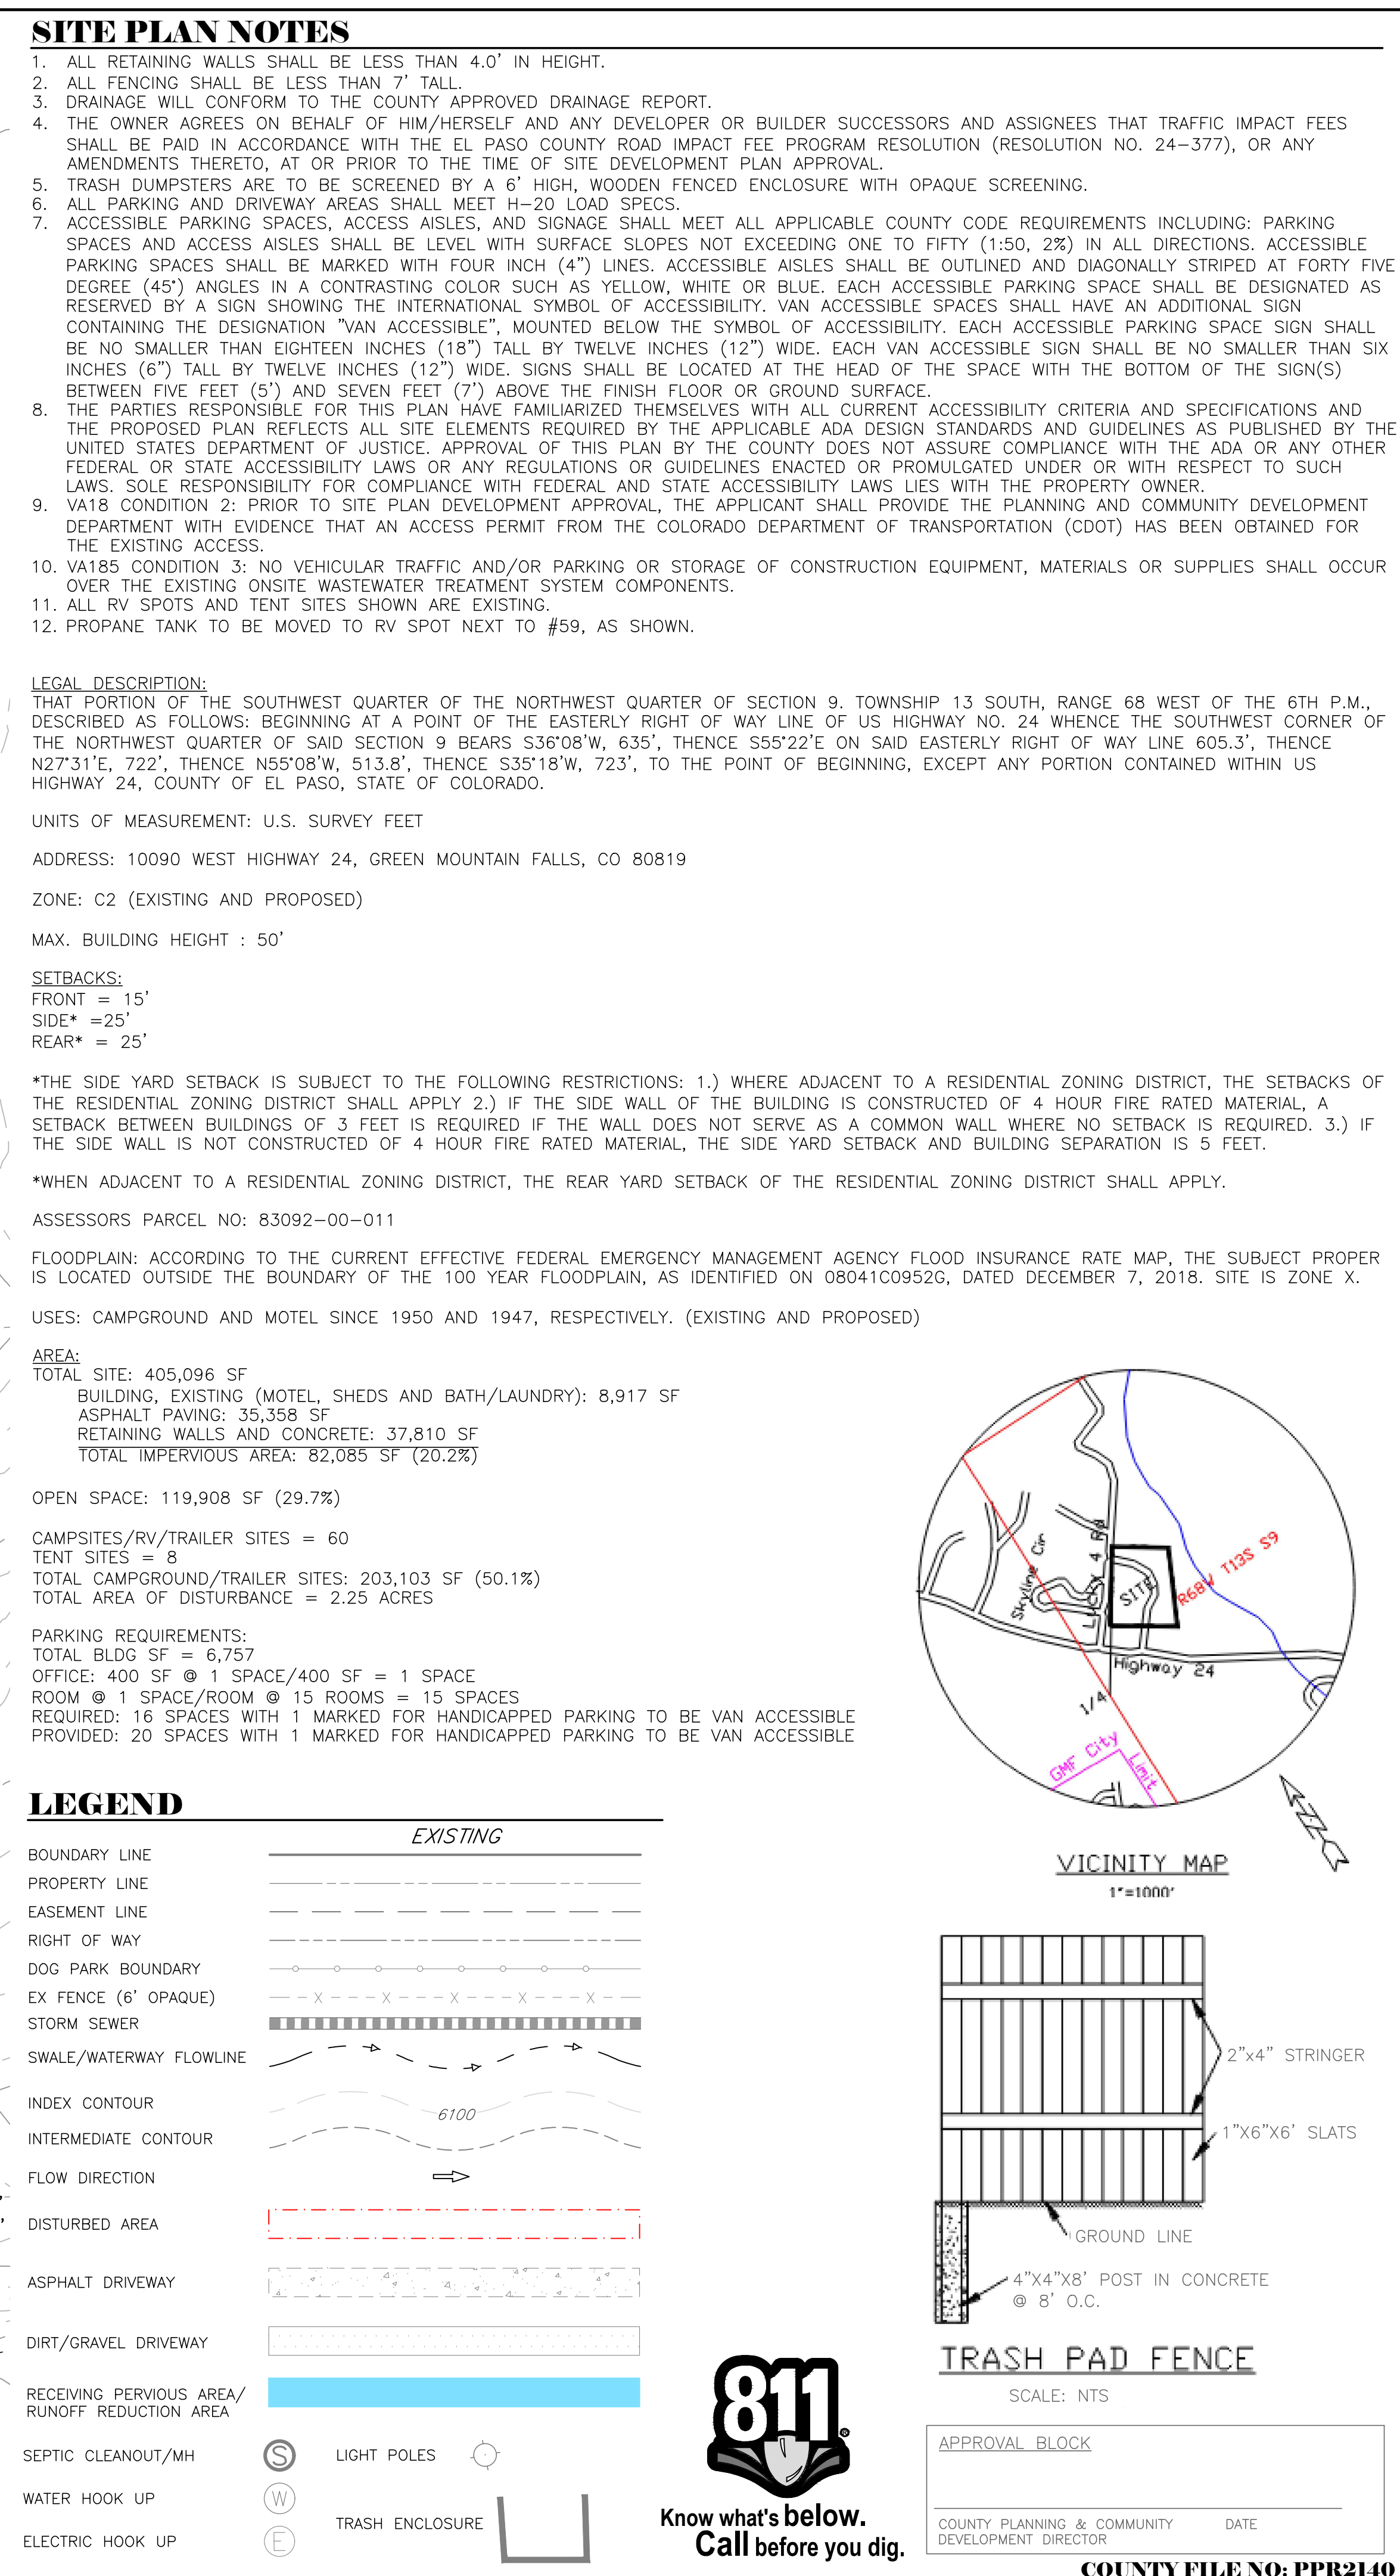 SITE PLAN NOTES
1. ALL RETAINING WALLS SHALL BE LESS THAN 4.0' IN HEIGHT.
2. ALL FENCING SHALL BE LESS THAN 7' TALL.
3. DRAINAGE WILL CONFORM TO THE COUNTY APPROVED DRAINAGE REPORT.
4. THE OWNER AGREES ON BEHALF OF HIM/HERSELF AND ANY DEVELOPER OR BUILDER SUCCESSORS AND ASSIGNEES THAT TRAFFIC IMPACT FEES
SHALL BE PAID IN ACCORDANCE WITH THE EL PASO COUNTY ROAD IMPACT FEE PROGRAM RESOLUTION (RESOLUTION NO. 24-377), OR ANY
AMENDMENTS THERETO, AT OR PRIOR TO THE TIME OF SITE DEVELOPMENT PLAN APPROVAL.
5. TRASH DUMPSTERS ARE TO BE SCREENED BY A 6' HIGH, WOODEN FENCED ENCLOSURE WITH OPAQUE SCREENING.
6. ALL PARKING AND DRIVEWAY AREAS SHALL MEET H-20 LOAD SPECS.
7. ACCESSIBLE PARKING SPACES, ACCESS AISLES, AND SIGNAGE SHALL MEET ALL APPLICABLE COUNTY CODE REQUIREMENTS INCLUDING: PARKING
SPACES AND ACCESS AISLES SHALL BE LEVEL WITH SURFACE SLOPES NOT EXCEEDING ONE TO FIFTY (1:50, 2%) IN ALL DIRECTIONS. ACCESSIBLE
PARKING SPACES SHALL BE MARKED WITH FOUR INCH (4") LINES. ACCESSIBLE AISLES SHALL BE OUTLINED AND DIAGONALLY STRIPED AT FORTY FIVE
DEGREE (45°) ANGLES IN A CONTRASTING COLOR SUCH AS YELLOW, WHITE OR BLUE. EACH ACCESSIBLE PARKING SPACE SHALL BE DESIGNATED AS
RESERVED BY A SIGN SHOWING THE INTERNATIONAL SYMBOL OF ACCESSIBILITY. VAN ACCESSIBLE SPACES SHALL HAVE AN ADDITIONAL SIGN
CONTAINING THE DESIGNATION "VAN ACCESSIBLE", MOUNTED BELOW THE SYMBOL OF ACCESSIBILITY. EACH ACCESSIBLE PARKING SPACE SIGN SHALL
BE NO SMALLER THAN EIGHTEEN INCHES (18") TALL BY TWELVE INCHES (12") WIDE. EACH VAN ACCESSIBLE SIGN SHALL BE NO SMALLER THAN SIX
INCHES (6") TALL BY TWELVE INCHES (12") WIDE. SIGNS SHALL BE LOCATED AT THE HEAD OF THE SPACE WITH THE BOTTOM OF THE SIGN(S)
BETWEEN FIVE FEET (5') AND SEVEN FEET (7') ABOVE THE FINISH FLOOR OR GROUND SURFACE.
8. THE PARTIES RESPONSIBLE FOR THIS PLAN HAVE FAMILIARIZED THEMSELVES WITH ALL CURRENT ACCESSIBILITY CRITERIA AND SPECIFICATIONS AND
THE PROPOSED PLAN REFLECTS ALL SITE ELEMENTS REQUIRED BY THE APPLICABLE ADA DESIGN STANDARDS AND GUIDELINES AS PUBLISHED BY THE
UNITED STATES DEPARTMENT OF JUSTICE. APPROVAL OF THIS PLAN BY THE COUNTY DOES NOT ASSURE COMPLIANCE WITH THE ADA OR ANY OTHER
FEDERAL OR STATE ACCESSIBILITY LAWS OR ANY REGULATIONS OR GUIDELINES ENACTED OR PROMULGATED UNDER OR WITH RESPECT TO SUCH
LAWS. SOLE RESPONSIBILITY FOR COMPLIANCE WITH FEDERAL AND STATE ACCESSIBILITY LAWS LIES WITH THE PROPERTY OWNER.
9. VA18 CONDITION 2: PRIOR TO SITE PLAN DEVELOPMENT APPROVAL, THE APPLICANT SHALL PROVIDE THE PLANNING AND COMMUNITY DEVELOPMENT
DEPARTMENT WITH EVIDENCE THAT AN ACCESS PERMIT FROM THE COLORADO DEPARTMENT OF TRANSPORTATION (CDOT) HAS BEEN OBTAINED FOR
THE EXISTING ACCESS.
10. VA185 CONDITION 3: NO VEHICULAR TRAFFIC AND/OR PARKING OR STORAGE OF CONSTRUCTION EQUIPMENT, MATERIALS OR SUPPLIES SHALL OCCUR
OVER THE EXISTING ONSITE WASTEWATER TREATMENT SYSTEM COMPONENTS.
11. ALL RV SPOTS AND TENT SITES SHOWN ARE EXISTING.
12. PROPANE TANK TO BE MOVED TO RV SPOT NEXT TO #59, AS SHOWN.
LEGAL DESCRIPTION:
THAT PORTION OF THE SOUTHWEST QUARTER OF THE NORTHWEST QUARTER OF SECTION 9. TOWNSHIP 13 SOUTH, RANGE 68 WEST OF THE 6TH P.M.,
DESCRIBED AS FOLLOWS: BEGINNING AT A POINT OF THE EASTERLY RIGHT OF WAY LINE OF US HIGHWAY NO. 24 WHENCE THE SOUTHWEST CORNER OF
THE NORTHWEST QUARTER OF SAID SECTION 9 BEARS S36°08'W, 635', THENCE S55°22'E ON SAID EASTERLY RIGHT OF WAY LINE 605.3', THENCE
N27°31'E, 722', THENCE N55°08'W, 513.8', THENCE S35°18'W, 723', TO THE POINT OF BEGINNING, EXCEPT ANY PORTION CONTAINED WITHIN US
HIGHWAY 24, COUNTY OF EL PASO, STATE OF COLORADO.
UNITS OF MEASUREMENT: U.S. SURVEY FEET
ADDRESS: 10090 WEST HIGHWAY 24, GREEN MOUNTAIN FALLS, CO 80819
ZONE: C2 (EXISTING AND PROPOSED)
MAX. BUILDING HEIGHT : 50'
SETBACKS:
FRONT = 15'
SIDE* =25'
REAR* = 25'
*THE SIDE YARD SETBACK IS SUBJECT TO THE FOLLOWING RESTRICTIONS: 1.) WHERE ADJACENT TO A RESIDENTIAL ZONING DISTRICT, THE SETBACKS OF
THE RESIDENTIAL ZONING DISTRICT SHALL APPLY 2.) IF THE SIDE WALL OF THE BUILDING IS CONSTRUCTED OF 4 HOUR FIRE RATED MATERIAL, A
SETBACK BETWEEN BUILDINGS OF 3 FEET IS REQUIRED IF THE WALL DOES NOT SERVE AS A COMMON WALL WHERE NO SETBACK IS REQUIRED. 3.) IF
THE SIDE WALL IS NOT CONSTRUCTED OF 4 HOUR FIRE RATED MATERIAL, THE SIDE YARD SETBACK AND BUILDING SEPARATION IS 5 FEET.
*WHEN ADJACENT TO A RESIDENTIAL ZONING DISTRICT, THE REAR YARD SETBACK OF THE RESIDENTIAL ZONING DISTRICT SHALL APPLY.
ASSESSORS PARCEL NO: 83092-00-011
FLOODPLAIN: ACCORDING TO THE CURRENT EFFECTIVE FEDERAL EMERGENCY MANAGEMENT AGENCY FLOOD INSURANCE RATE MAP, THE SUBJECT PROPER
IS LOCATED OUTSIDE THE BOUNDARY OF THE 100 YEAR FLOODPLAIN, AS IDENTIFIED ON 08041C0952G, DATED DECEMBER 7, 2018. SITE IS ZONE X.
USES: CAMPGROUND AND MOTEL SINCE 1950 AND 1947, RESPECTIVELY. (EXISTING AND PROPOSED)
AREA:
TOTAL SITE: 405,096 SF
BUILDING, EXISTING (MOTEL, SHEDS AND BATH/LAUNDRY): 8,917 SF
ASPHALT PAVING: 35,358 SF
RETAINING WALLS AND CONCRETE: 37,810 SF
TOTAL IMPERVIOUS AREA: 82,085 SF (20.2%)
OPEN SPACE: 119,908 SF (29.7%)
CAMPSITES/RV/TRAILER SITES = 60
TENT SITES = 8
TOTAL CAMPGROUND/TRAILER SITES: 203,103 SF (50.1%)
TOTAL AREA OF DISTURBANCE = 2.25 ACRES
PARKING REQUIREMENTS:
TOTAL BLDG SF = 6,757
OFFICE: 400 SF @ 1 SPACE/400 SF = 1 SPACE
ROOM @ 1 SPACE/ROOM @ 15 ROOMS = 15 SPACES
REQUIRED: 16 SPACES WITH 1 MARKED FOR HANDICAPPED PARKING TO BE VAN ACCESSIBLE
PROVIDED: 20 SPACES WITH 1 MARKED FOR HANDICAPPED PARKING TO BE VAN ACCESSIBLE
Skyline Cir
LUCKY 4 Rd
SITE
R68W T13S S9
Highway 24
1/4
GMF City Limit
VICINITY MAP
1"=1000'
LEGEND
EXISTING
BOUNDARY LINE
PROPERTY LINE
EASEMENT LINE
RIGHT OF WAY
DOG PARK BOUNDARY
EX FENCE (6' OPAQUE)
STORM SEWER
SWALE/WATERWAY FLOWLINE
INDEX CONTOUR
6100
INTERMEDIATE CONTOUR
FLOW DIRECTION
DISTURBED AREA
ASPHALT DRIVEWAY
DIRT/GRAVEL DRIVEWAY
RECEIVING PERVIOUS AREA/
RUNOFF REDUCTION AREA
SEPTIC CLEANOUT/MH
S
LIGHT POLES
WATER HOOK UP
W
TRASH ENCLOSURE
ELECTRIC HOOK UP
E
811®
Know what's below.
Call before you dig.
2"x4" STRINGER
1"X6"X6' SLATS
GROUND LINE
4"X4"X8' POST IN CONCRETE
@ 8' O.C.
TRASH PAD FENCE
SCALE: NTS
APPROVAL BLOCK
COUNTY PLANNING & COMMUNITY
DEVELOPMENT DIRECTOR
DATE
COUNTY FILE NO: PPR2140